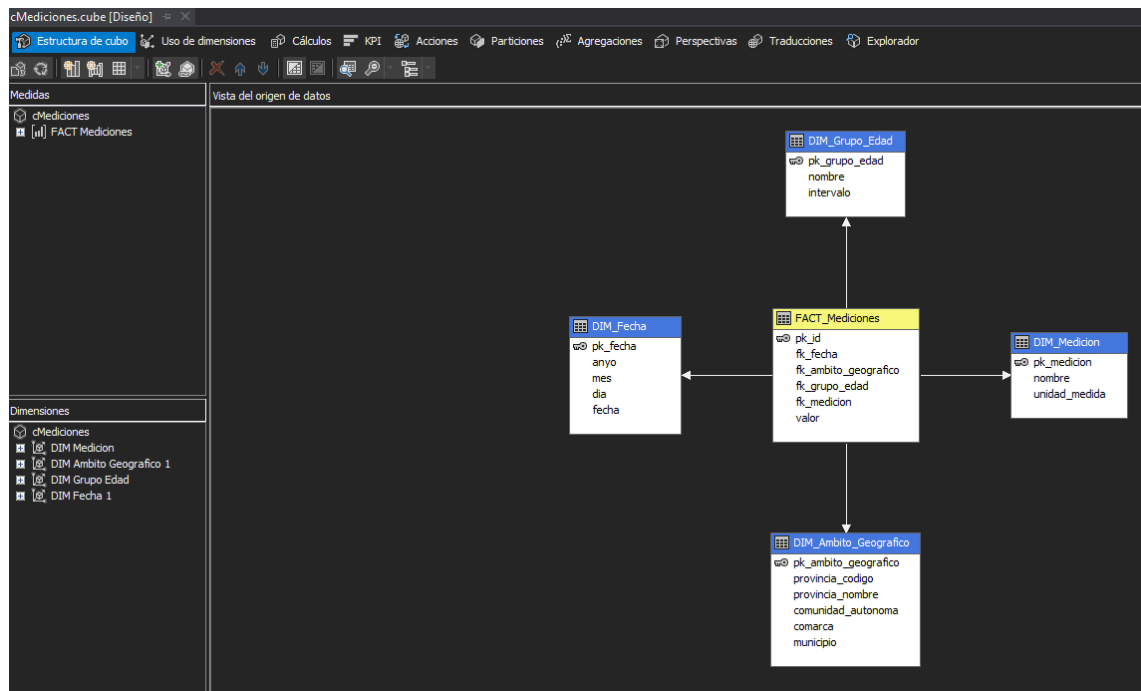 cMediciones.cube [Diseño]
Estructura de cubo Uso de dimensiones Cálculos KPI Acciones Particiones Agregaciones Perspectivas Traducciones Explorador
Medidas
cMediciones
FACT Mediciones
Dimensiones
cMediciones
DIM Medicion
DIM Ambito Geografico 1
DIM Grupo Edad
DIM Fecha 1
Vista del origen de datos
DIM_Grupo_Edad
pk_grupo_edad
nombre
intervalo
DIM_Fecha
pk_fecha
anyo
mes
dia
fecha
FACT_Mediciones
pk_id
fk_fecha
fk_ambito_geografico
fk_grupo_edad
fk_medicion
valor
DIM_Medicion
pk_medicion
nombre
unidad_medida
DIM_Ambito_Geografico
pk_ambito_geografico
provincia_codigo
provincia_nombre
comunidad_autonoma
comarca
municipio